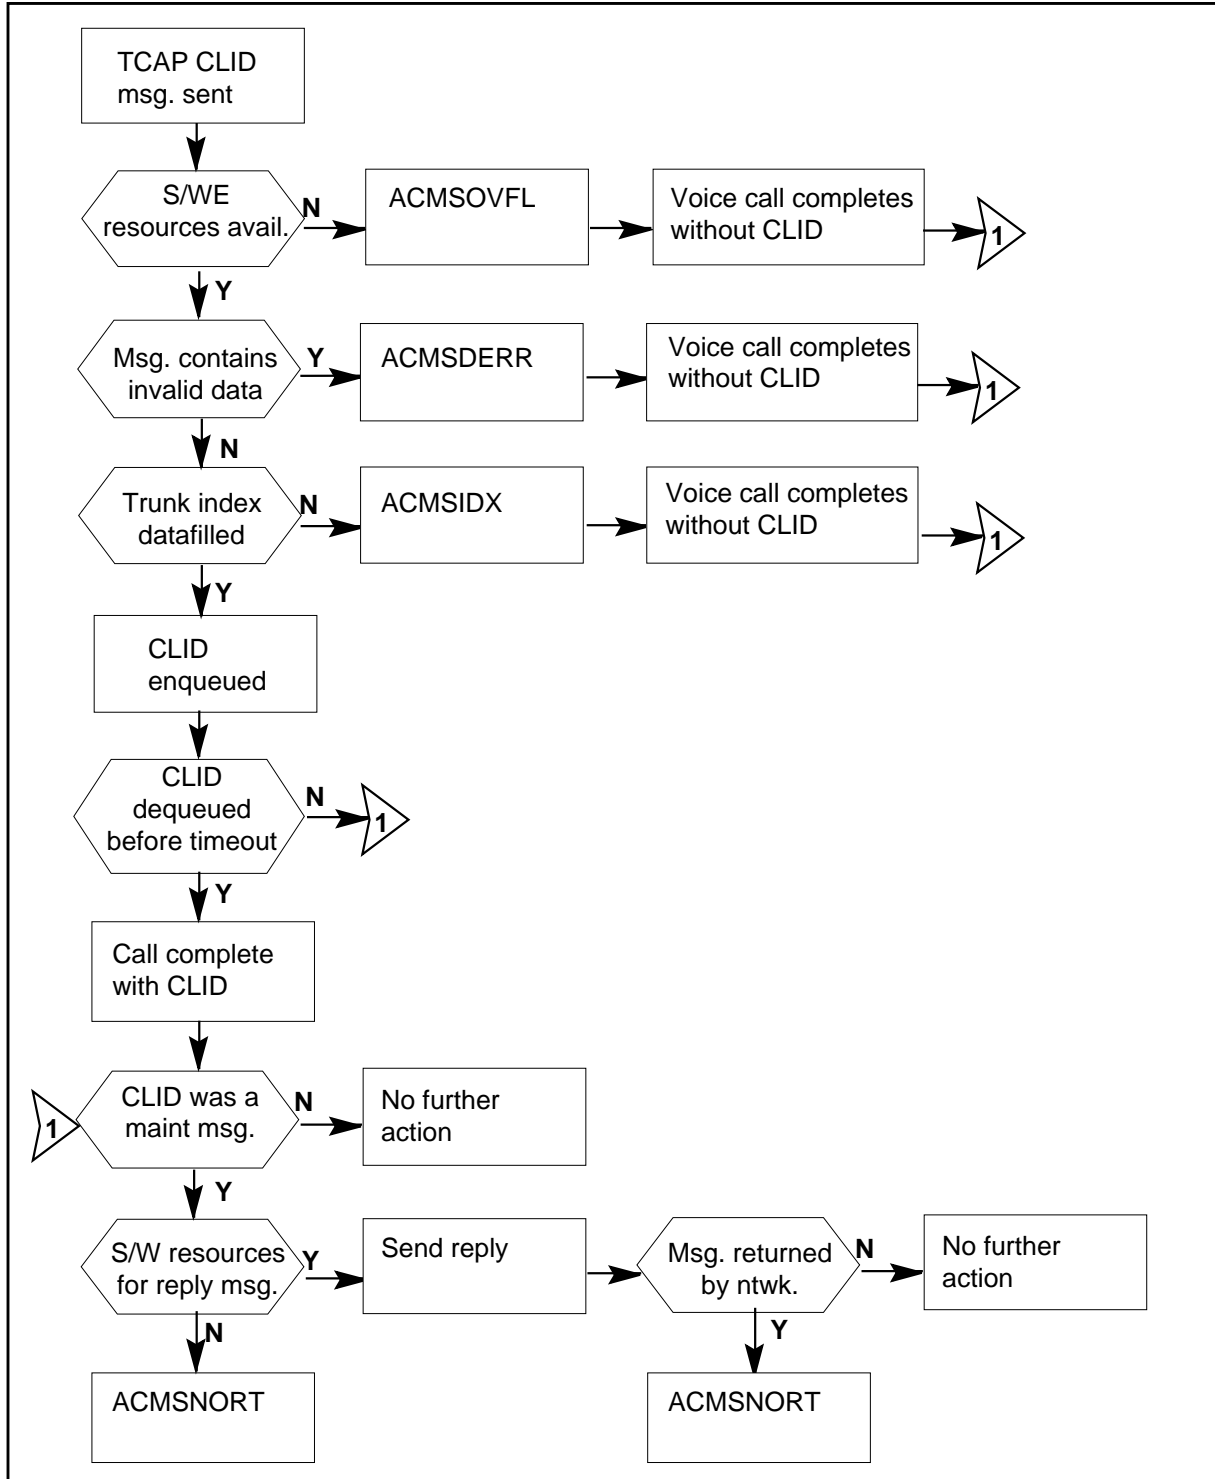 TCAP CLID
msg. sent
S/WE
resources avail.
N
ACMSOVFL
Voice call completes
without CLID
1
Y
Msg. contains
invalid data
Y
ACMSDERR
Voice call completes
without CLID
1
N
Trunk index
datafilled
N
ACMSIDX
Voice call completes
without CLID
1
Y
CLID
enqueued
CLID
dequeued
before timeout
N
1
Y
Call complete
with CLID
1
CLID was a
maint msg.
N
No further
action
Y
S/W resources
for reply msg.
Y
Send reply
Msg. returned
by ntwk.
N
No further
action
N
Y
ACMSNORT
ACMSNORT